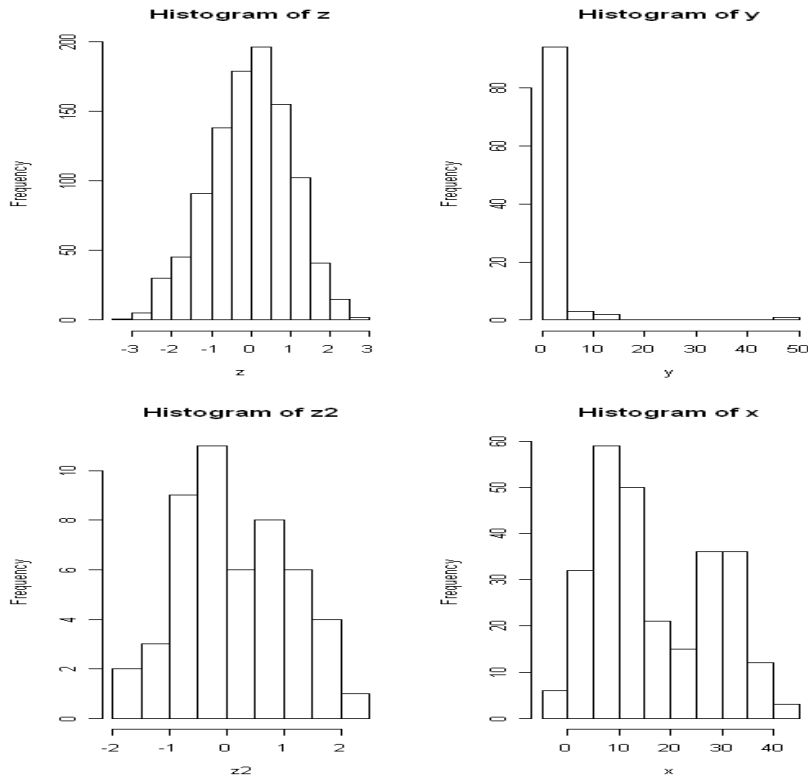 Histogram of z
Frequency
0 50 100 150 200
-3 -2 -1 0 1 2 3
z
Histogram of y
Frequency
0 20 40 60 80
0 10 20 30 40 50
y
Histogram of z2
Frequency
0 2 4 6 8 10
-2 -1 0 1 2
z2
Histogram of x
Frequency
0 10 20 30 40 50 60
0 10 20 30 40
x